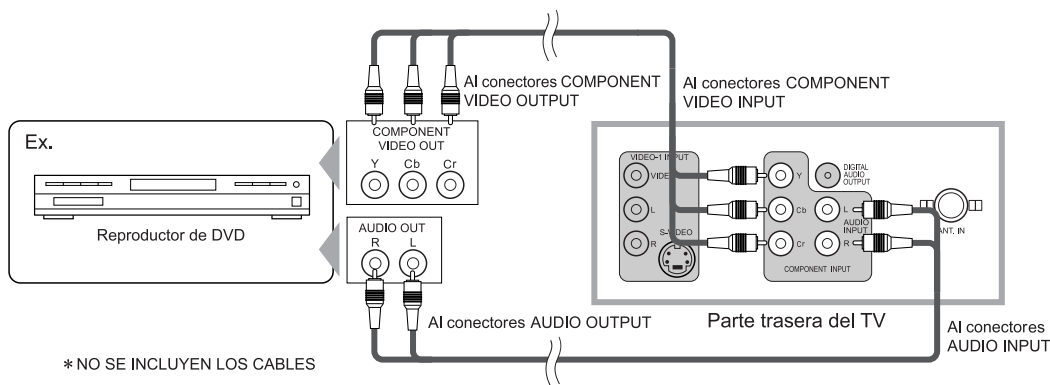 Ex.
Reproductor de DVD
COMPONENT
VIDEO OUT
Y Cb Cr
AUDIO OUT
R L
Al conectores COMPONENT
VIDEO OUTPUT
Al conectores COMPONENT
VIDEO INPUT
VIDEO-1 INPUT
VIDEO
L
R
S-VIDEO
Y
Cb
Cr
DIGITAL
AUDIO
OUTPUT
L
AUDIO
INPUT
R
COMPONENT INPUT
ANT. IN
Parte trasera del TV
Al conectores AUDIO OUTPUT
Al conectores
AUDIO INPUT
* NO SE INCLUYEN LOS CABLES